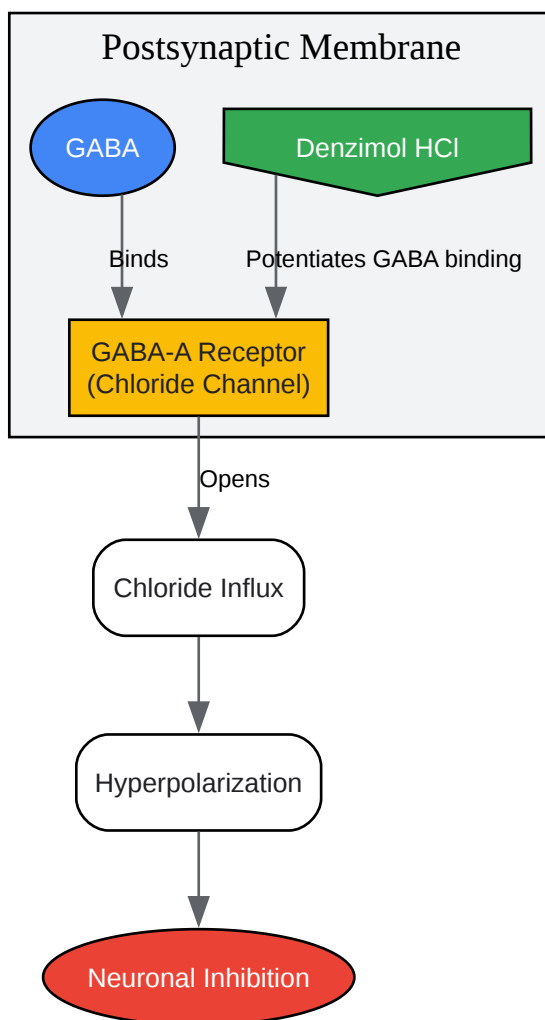 Postsynaptic Membrane
GABA
Denzimol HCl
Binds
Potentiates GABA binding
GABA-A Receptor
(Chloride Channel)
Opens
Chloride Influx
Hyperpolarization
Neuronal Inhibition